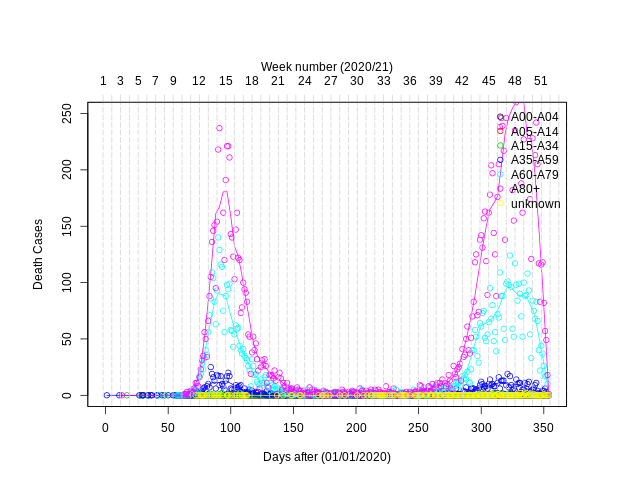 Week number (2020/21)
1 3 5 7 9 12 15 18 21 24 27 30 33 36 39 42 45 48 51
Death Cases
250
200
150
100
50
0
A00-A04
A05-A14
A15-A34
A35-A59
A60-A79
A80+
unknown
0 50 100 150 200 250 300 350
Days after (01/01/2020)